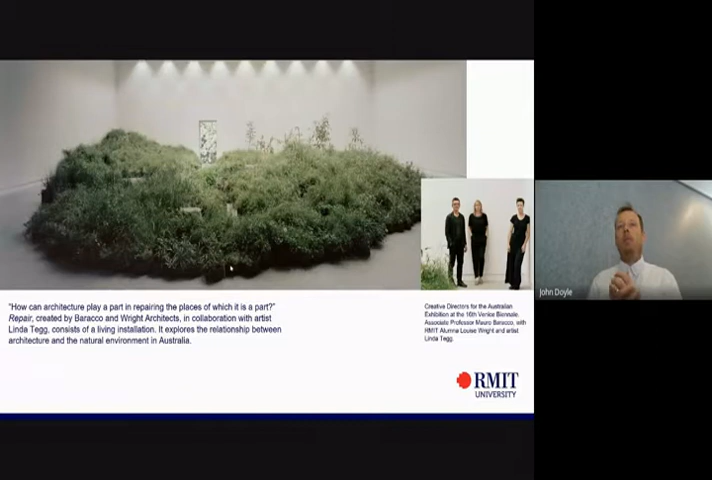 "How can architecture play a part in repairing the places of which it is a part?"
Repair, created by Baracco and Wright Architects, in collaboration with artist
Linda Tegg, consists of a living installation. It explores the relationship between
architecture and the natural environment in Australia.
Creative Directors for the Australian
Exhibition at the 16th Venice Biennale.
Associate Professor Mauro Baracco, with
RMIT Alumna Louise Wright and artist
Linda Tegg.
RMIT
UNIVERSITY
John Doyle